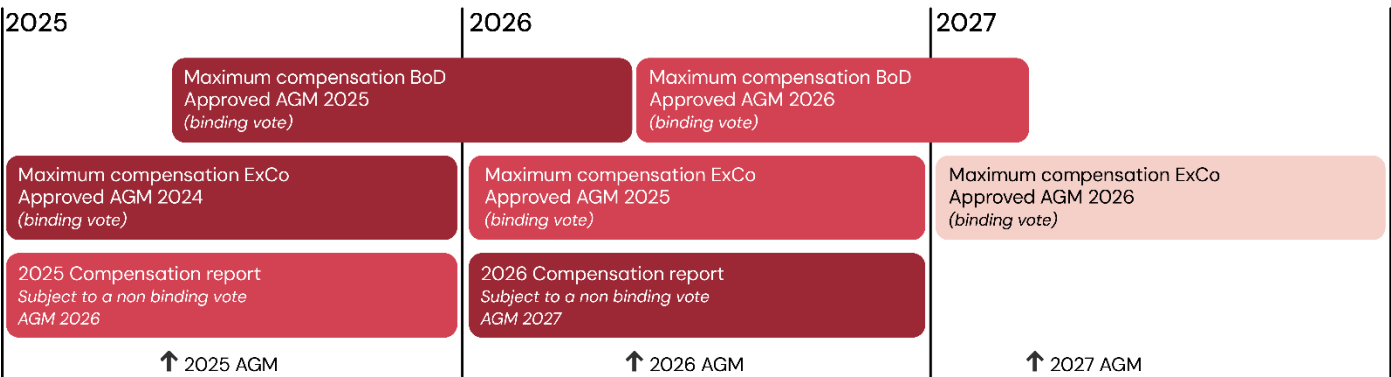 2025
2026
2027
Maximum compensation BoD
Approved AGM 2025
(binding vote)
Maximum compensation BoD
Approved AGM 2026
(binding vote)
Maximum compensation ExCo
Approved AGM 2024
(binding vote)
Maximum compensation ExCo
Approved AGM 2025
(binding vote)
Maximum compensation ExCo
Approved AGM 2026
(binding vote)
2025 Compensation report
Subject to a non binding vote
AGM 2026
2026 Compensation report
Subject to a non binding vote
AGM 2027
↑ 2025 AGM
↑ 2026 AGM
↑ 2027 AGM